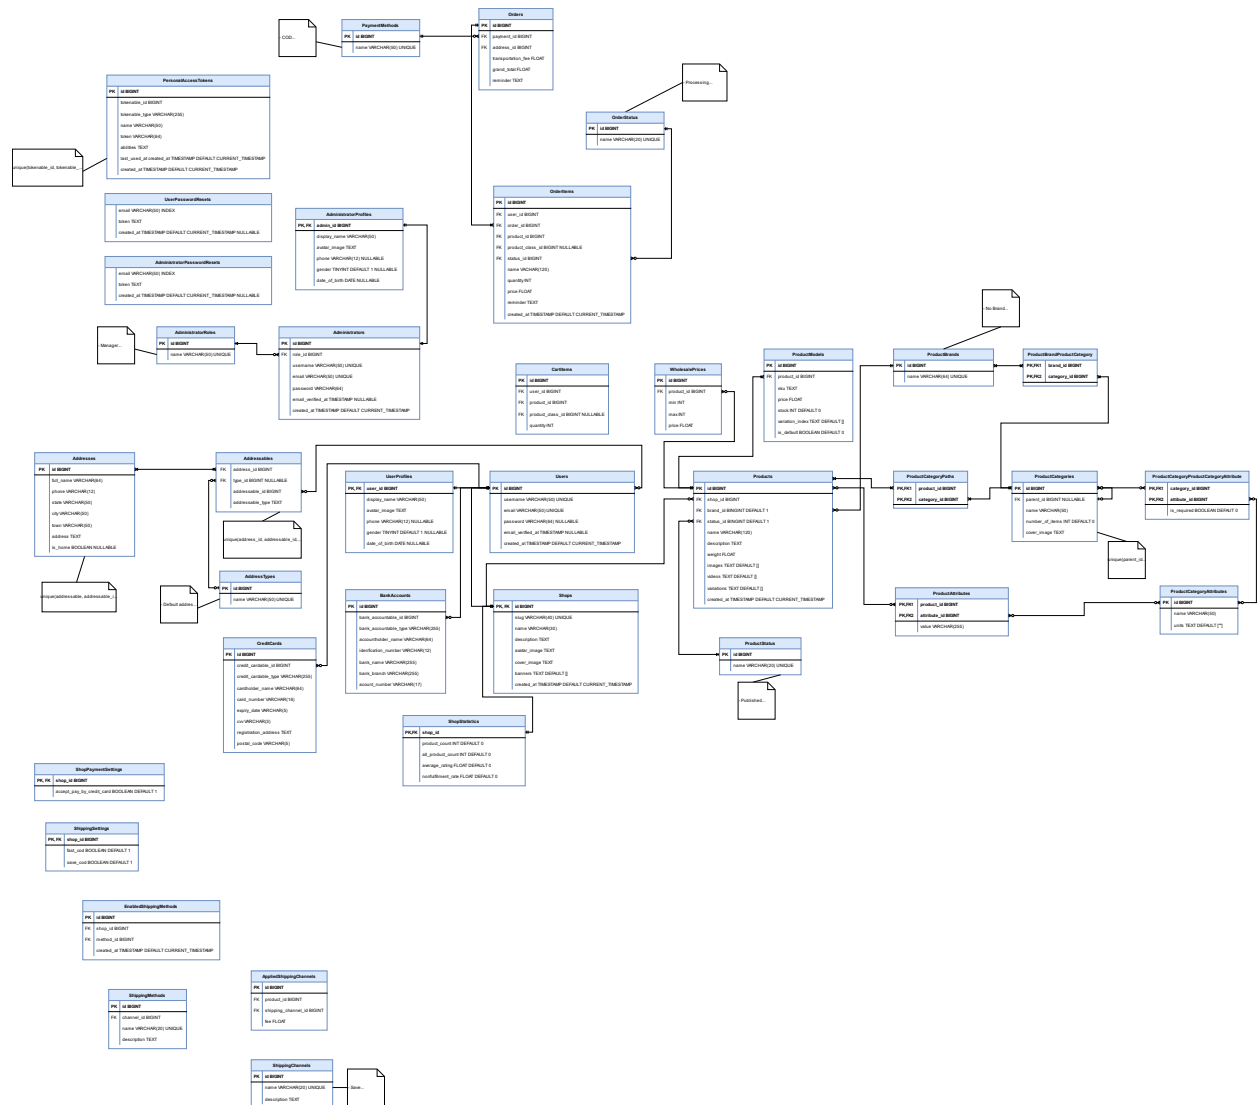 Orders
PK id BIGINT
FK payment_id BIGINT
FK address_id BIGINT
transportation_fee FLOAT
grand_total FLOAT
reminder TEXT
PaymentMethods
PK id BIGINT
name VARCHAR(50) UNIQUE
- COD...
PersonalAccessTokens
PK id BIGINT
tokenable_id BIGINT
tokenable_type VARCHAR(255)
name VARCHAR(50)
token VARCHAR(64)
abilities TEXT
last_used_at created_at TIMESTAMP DEFAULT CURRENT_TIMESTAMP
created_at TIMESTAMP DEFAULT CURRENT_TIMESTAMP
unique(tokenable_id, tokenable_...
- Processing...
OrderStatus
PK id BIGINT
name VARCHAR(20) UNIQUE
UserPasswordResets
email VARCHAR(50) INDEX
token TEXT
created_at TIMESTAMP DEFAULT CURRENT_TIMESTAMP NULLABLE
AdministratorPasswordResets
email VARCHAR(50) INDEX
token TEXT
created_at TIMESTAMP DEFAULT CURRENT_TIMESTAMP NULLABLE
AdministratorProfiles
PK, FK admin_id BIGINT
display_name VARCHAR(50)
avatar_image TEXT
phone VARCHAR(12) NULLABLE
gender TINYINT DEFAULT 1 NULLABLE
date_of_birth DATE NULLABLE
OrderItems
PK id BIGINT
FK user_id BIGINT
FK order_id BIGINT
FK product_id BIGINT
FK product_class_id BIGINT NULLABLE
FK status_id BIGINT
name VACHAR(120)
quantity INT
price FLOAT
reminder TEXT
created_at TIMESTAMP DEFAULT CURRENT_TIMESTAMP
- Manager...
AdministratorRoles
PK id BIGINT
name VARCHAR(50) UNIQUE
Administrators
PK id BIGINT
FK role_id BIGINT
username VARCHAR(50) UNIQUE
email VARCHAR(50) UNIQUE
password VARCHAR(64)
email_verified_at TIMESTAMP NULLABLE
created_at TIMESTAMP DEFAULT CURRENT_TIMESTAMP
CartItems
PK id BIGINT
FK user_id BIGINT
FK product_id BIGINT
FK product_class_id BIGINT NULLABLE
quantity INT
WholesalePrices
PK id BIGINT
FK product_id BIGINT
min INT
max INT
price FLOAT
ProductModels
PK id BIGINT
FK product_id BIGINT
sku TEXT
price FLOAT
stock INT DEFAULT 0
variation_index TEXT DEFAULT []
is_default BOOLEAN DEFAULT 0
- No Brand...
ProductBrands
PK id BIGINT
name VARCHAR(64) UNIQUE
ProductBrandProductCategory
PK,FK1 brand_id BIGINT
PK,FK2 category_id BIGINT
Addresses
PK id BIGINT
full_name VARCHAR(64)
phone VARCHAR(12)
state VARCHAR(50)
city VARCHAR(50)
town VARCHAR(50)
address TEXT
is_home BOOLEAN NULLABLE
unique(addressable, addressable_i...
Addressables
FK address_id BIGINT
FK type_id BIGINT NULLABLE
addressable_id BIGINT
addressable_type TEXT
unique(address_id, addressable_id...
AddressTypes
PK id BIGINT
name VARCHAR(50) UNIQUE
- Default addres...
UserProfiles
PK, FK user_id BIGINT
display_name VARCHAR(50)
avatar_image TEXT
phone VARCHAR(12) NULLABLE
gender TINYINT DEFAULT 1 NULLABLE
date_of_birth DATE NULLABLE
Users
PK id BIGINT
username VARCHAR(50) UNIQUE
email VARCHAR(50) UNIQUE
password VARCHAR(64) NULLABLE
email_verified_at TIMESTAMP NULLABLE
created_at TIMESTAMP DEFAULT CURRENT_TIMESTAMP
Products
PK id BIGINT
FK shop_id BIGINT
FK brand_id BINGINT DEFAULT 1
FK status_id BINGINT DEFAULT 1
name VARCHAR(120)
description TEXT
weight FLOAT
images TEXT DEFAULT []
videos TEXT DEFAULT []
variations TEXT DEFAULT []
created_at TIMESTAMP DEFAULT CURRENT_TIMESTAMP
ProductCategoryPaths
PK,FK1 product_id BIGINT
PK,FK2 category_id BIGINT
ProductCategories
PK id BIGINT
FK parent_id BIGINT NULLABLE
name VARCHAR(50)
number_of_items INT DEFAULT 0
cover_image TEXT
unique(parent_id...
ProductCategoryProductCategoryAttribute
PK,FK1 category_id BIGINT
PK,FK2 attribute_id BIGINT
is_required BOOLEAN DEFAULT 0
BankAccounts
PK id BIGINT
bank_accountable_id BIGINT
bank_accountable_type VARCHAR(255)
accountholder_name VARCHAR(64)
idenfication_number VARCHAR(12)
bank_name VARCHAR(255)
bank_branch VARCHAR(255)
acount_number VARCHAR(17)
Shops
PK, FK id BIGINT
slug VARCHAR(40) UNIQUE
name VARCHAR(30)
description TEXT
avatar_image TEXT
cover_image TEXT
banners TEXT DEFAULT []
created_at TIMESTAMP DEFAULT CURRENT_TIMESTAMP
ProductAttributes
PK,FK1 product_id BIGINT
PK,FK2 attribute_id BIGINT
value VARCHAR(255)
ProductCategoryAttributes
PK id BIGINT
name VARCHAR(50)
units TEXT DEFAULT [""]
CreditCards
PK id BIGINT
credit_cardable_id BIGINT
credit_cardable_type VARCHAR(255)
cardholder_name VARCHAR(64)
card_number VARCHAR(16)
expiry_date VARCHAR(5)
cvv VARCHAR(3)
registration_address TEXT
postal_code VARCHAR(5)
ProductStatus
PK id BIGINT
name VARCHAR(20) UNIQUE
- Published...
ShopStatistics
PK,FK shop_id
product_count INT DEFAULT 0
all_product_count INT DEFAULT 0
average_rating FLOAT DEFAULT 0
nonfulfilment_rate FLOAT DEFAULT 0
ShopPaymentSettings
PK, FK shop_id BIGINT
accept_pay_by_credit_card BOOLEAN DEFAULT 1
ShippingSettings
PK, FK shop_id BIGINT
fast_cod BOOLEAN DEFAULT 1
save_cod BOOLEAN DEFAULT 1
EnabledShippingMethods
PK id BIGINT
FK shop_id BIGINT
FK method_id BIGINT
created_at TIMESTAMP DEFAULT CURRENT_TIMESTAMP
AppliedShippingChannels
PK id BIGINT
FK product_id BIGINT
FK shipping_channel_id BIGINT
fee FLOAT
ShippingMethods
PK id BIGINT
FK channel_id BIGINT
name VARCHAR(20) UNIQUE
description TEXT
ShippingChannels
PK id BIGINT
name VARCHAR(20) UNIQUE
description TEXT
- Save...